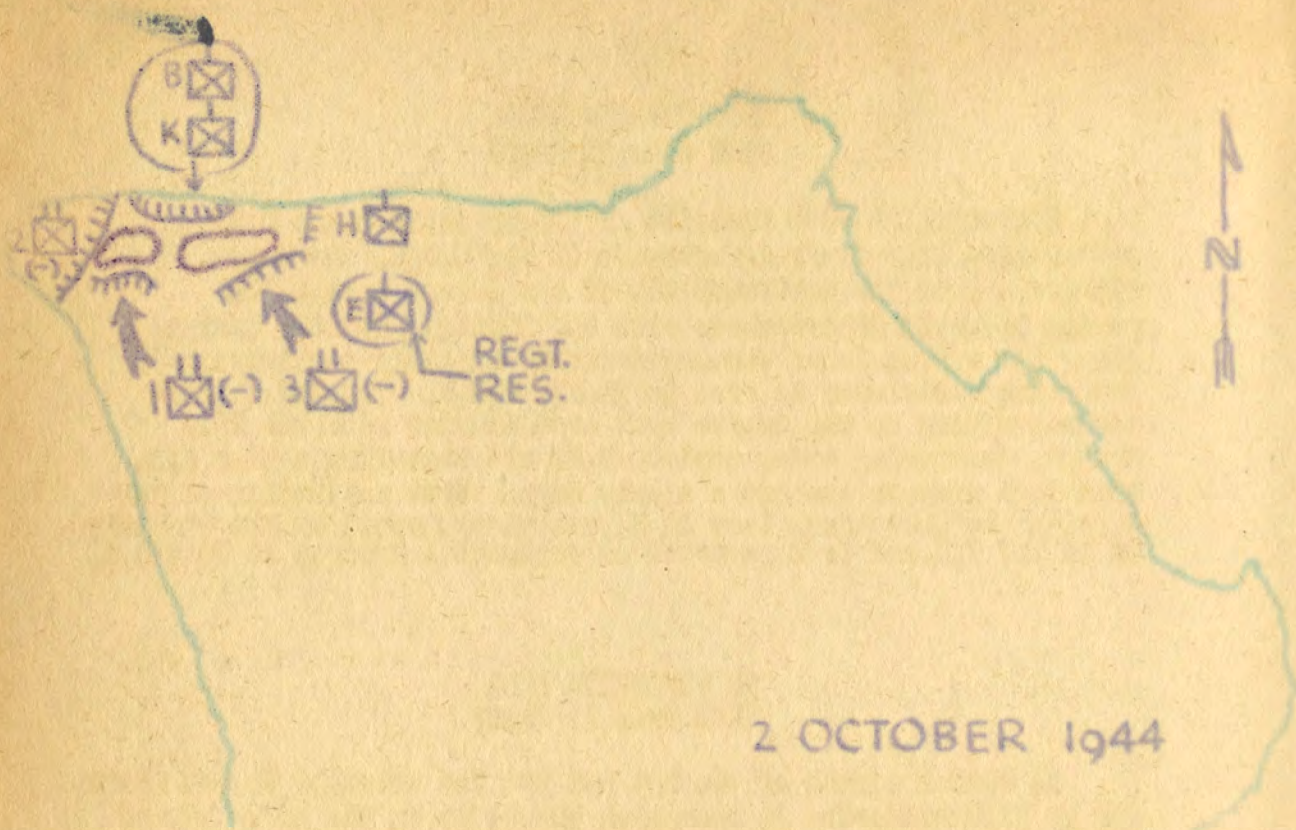 B
K
2
(-)
H
E
REGT.
RES.
1 (-) 3 (-)
N
2 OCTOBER 1944